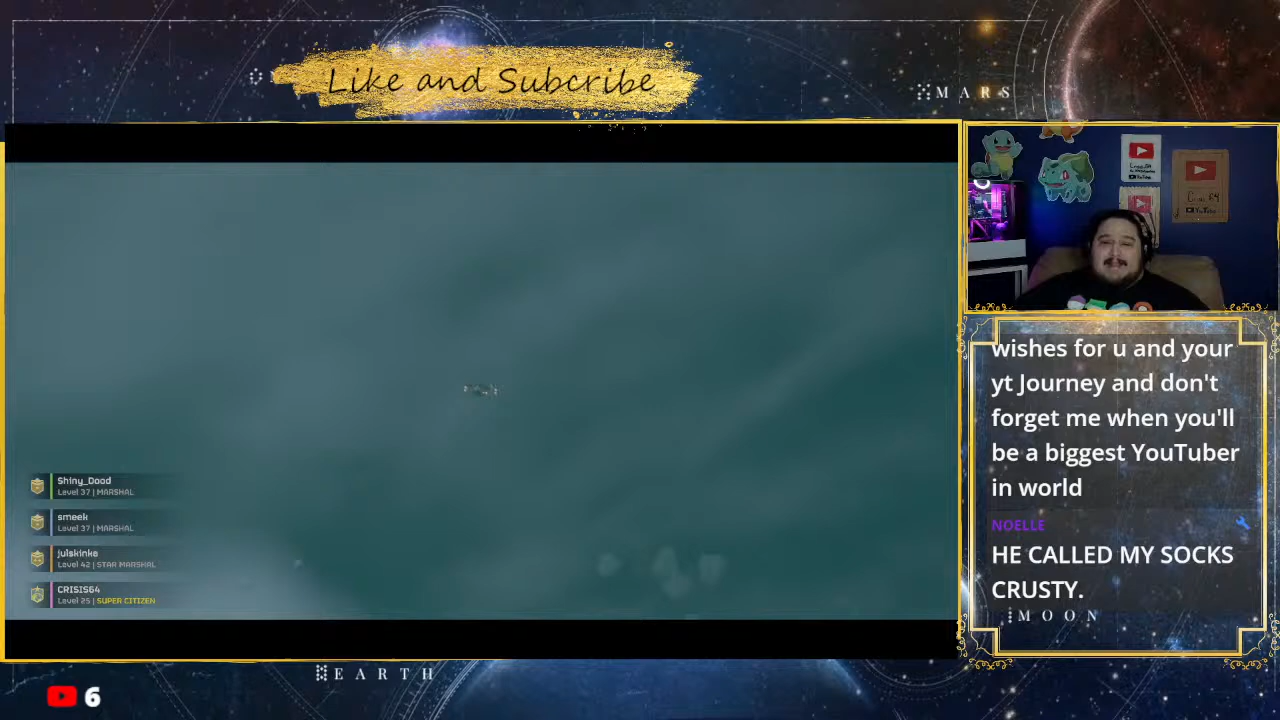 Like and Subcribe
MARS
wishes for u and your
yt Journey and don't
forget me when you'll
be a biggest YouTuber
in world
NOELLE
HE CALLED MY SOCKS
CRUSTY.
MOON
Shiny_Dood
Level 37 | MARSHAL
smeek
Level 37 | MARSHAL
julskinke
Level 42 | STAR MARSHAL
CRISIS64
Level 25 | SUPER CITIZEN
EARTH
6